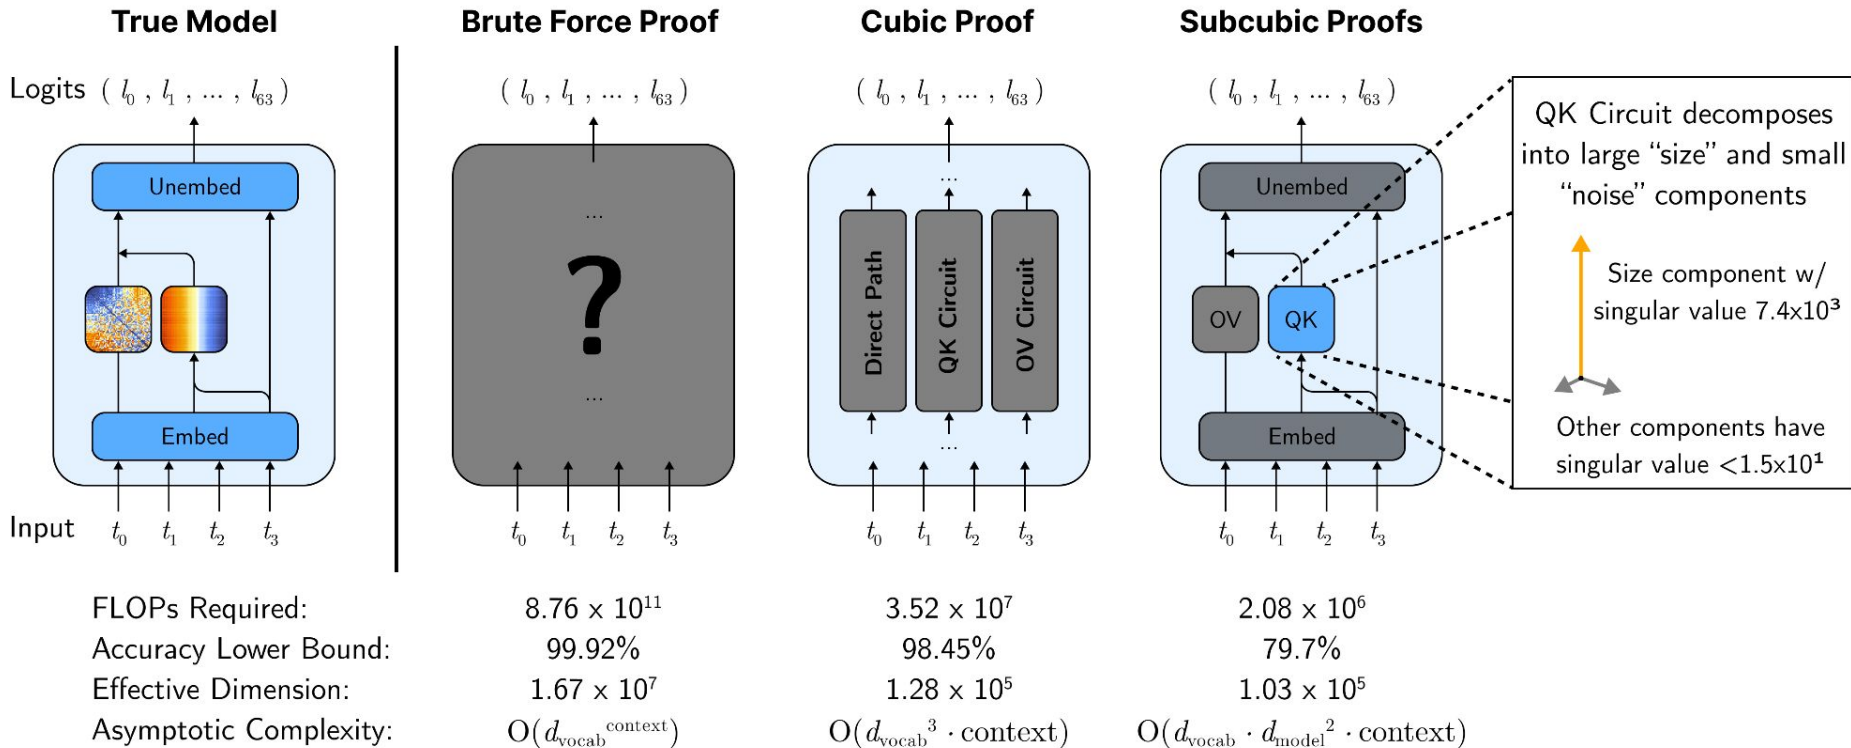 True Model
Brute Force Proof
Cubic Proof
Subcubic Proofs
Logits ( l₀ , l₁ , ... , l₆₃ )
( l₀ , l₁ , ... , l₆₃ )
( l₀ , l₁ , ... , l₆₃ )
( l₀ , l₁ , ... , l₆₃ )
Unembed
Embed
Input t₀ t₁ t₂ t₃
...
?
...
t₀ t₁ t₂ t₃
...
Direct Path
QK Circuit
OV Circuit
...
t₀ t₁ t₂ t₃
Unembed
OV
QK
Embed
t₀ t₁ t₂ t₃
QK Circuit decomposes
into large “size” and small
“noise” components
Size component w/
singular value 7.4x10³
Other components have
singular value <1.5x10¹
FLOPs Required: 8.76 x 10¹¹ 3.52 x 10⁷ 2.08 x 10⁶
Accuracy Lower Bound: 99.92% 98.45% 79.7%
Effective Dimension: 1.67 x 10⁷ 1.28 x 10⁵ 1.03 x 10⁵
Asymptotic Complexity: O(d_vocab^context) O(d_vocab³ · context) O(d_vocab · d_model² · context)